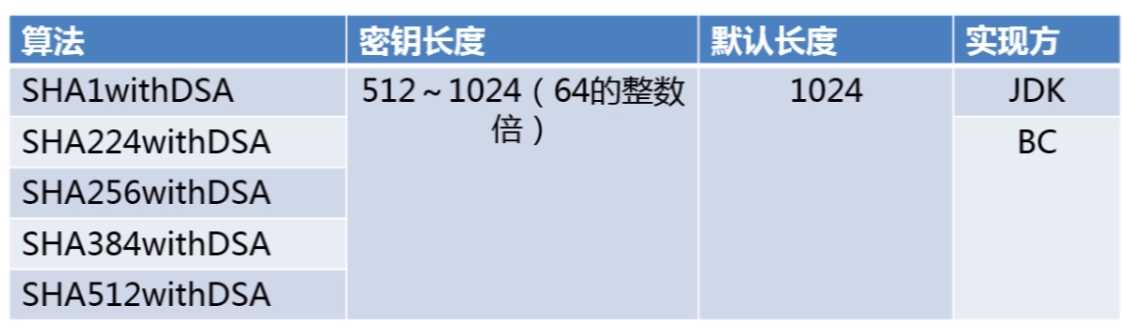 算法 密钥长度 默认长度 实现方
SHA1withDSA 512~1024（64的整数 1024 JDK
倍）
SHA224withDSA BC
SHA256withDSA
SHA384withDSA
SHA512withDSA